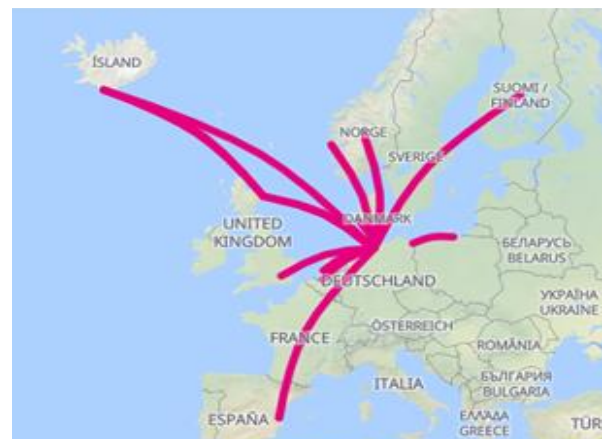 ÍSLAND
SUOMI /
FINLAND
NORGE
SVERIGE
DANMARK
UNITED
KINGDOM
БЕЛАРУСЬ
BELARUS
DEUTSCHLAND
УКРАЇНА
UKRAINE
ÖSTERREICH
FRANCE
ROMÂNIA
ITALIA
БЪЛГАРИЯ
BULGARIA
ESPAÑA
ΕΛΛΆΔΑ
GREECE
TÜR